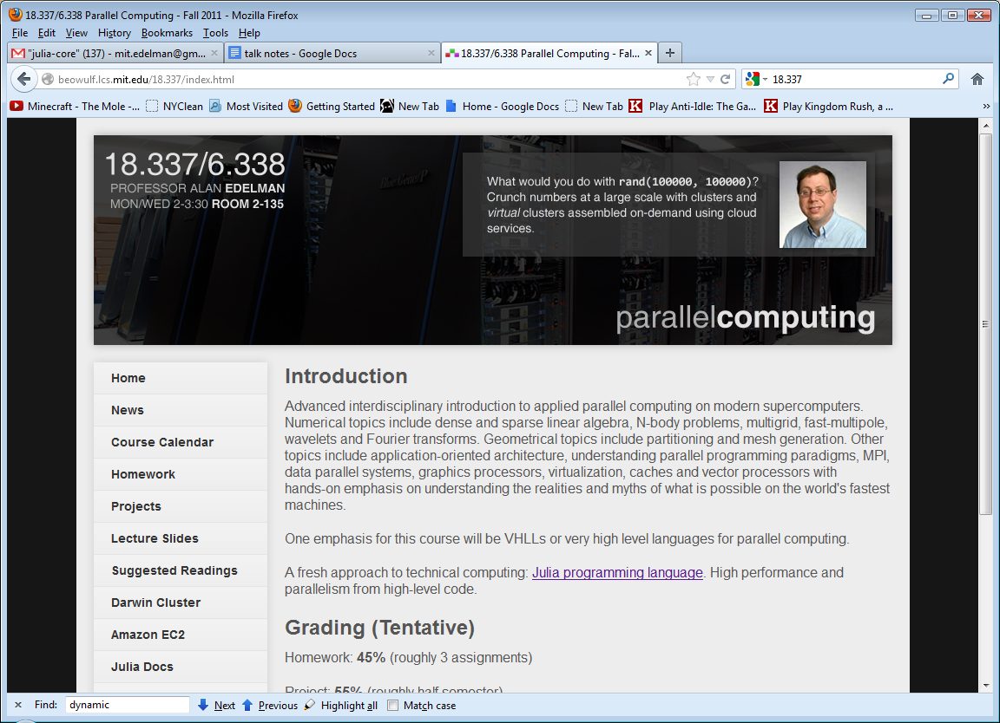 18.337/6.338 Parallel Computing - Fall 2011 - Mozilla Firefox
File Edit View History Bookmarks Tools Help
"julia-core" (137) - mit.edelman@gm... talk notes - Google Docs 18.337/6.338 Parallel Computing - Fal...
beowulf.lcs.mit.edu/18.337/index.html 18.337
Minecraft - The Mole -... NYClean Most Visited Getting Started New Tab Home - Google Docs New Tab Play Anti-Idle: The Ga... Play Kingdom Rush, a ... »
18.337/6.338
PROFESSOR ALAN EDELMAN
MON/WED 2-3:30 ROOM 2-135
What would you do with rand(100000, 100000)?
Crunch numbers at a large scale with clusters and
virtual clusters assembled on-demand using cloud
services.
parallelcomputing
Home
News
Course Calendar
Homework
Projects
Lecture Slides
Suggested Readings
Darwin Cluster
Amazon EC2
Julia Docs
Introduction
Advanced interdisciplinary introduction to applied parallel computing on modern supercomputers.
Numerical topics include dense and sparse linear algebra, N-body problems, multigrid, fast-multipole,
wavelets and Fourier transforms. Geometrical topics include partitioning and mesh generation. Other
topics include application-oriented architecture, understanding parallel programming paradigms, MPI,
data parallel systems, graphics processors, virtualization, caches and vector processors with
hands-on emphasis on understanding the realities and myths of what is possible on the world's fastest
machines.
One emphasis for this course will be VHLLs or very high level languages for parallel computing.
A fresh approach to technical computing: Julia programming language. High performance and
parallelism from high-level code.
Grading (Tentative)
Homework: 45% (roughly 3 assignments)
Project: 55% (roughly half semester)
Find: dynamic Next Previous Highlight all Match case